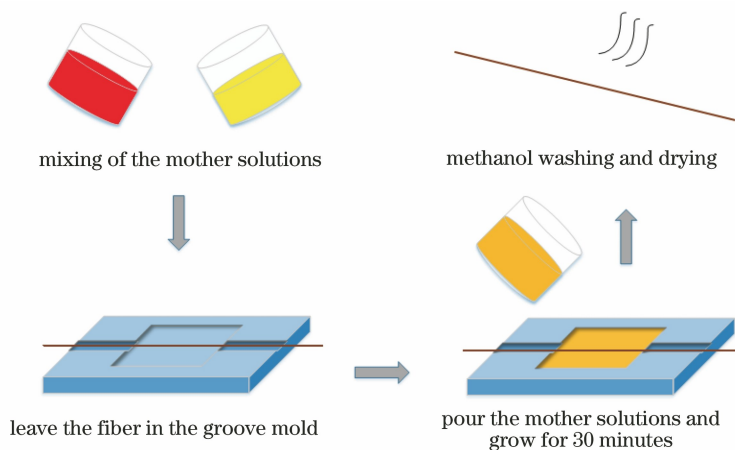 mixing of the mother solutions
methanol washing and drying
leave the fiber in the groove mold
pour the mother solutions and
grow for 30 minutes